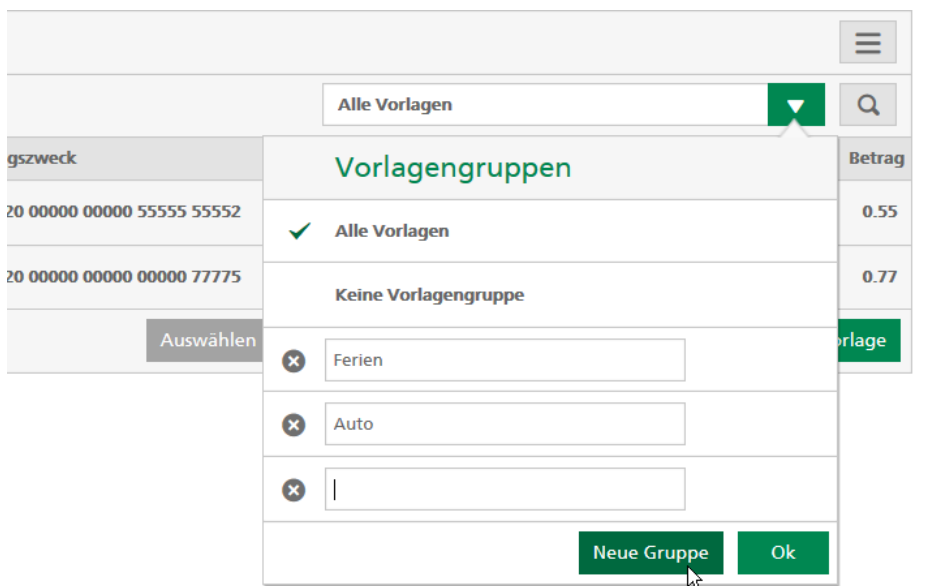 Alle Vorlagen
gszweck
Betrag
Vorlagengruppen
20 00000 00000 55555 55552
0.55
Alle Vorlagen
20 00000 00000 00000 77775
0.77
Keine Vorlagengruppe
Auswählen
rlage
Ferien
Auto
Neue Gruppe
Ok